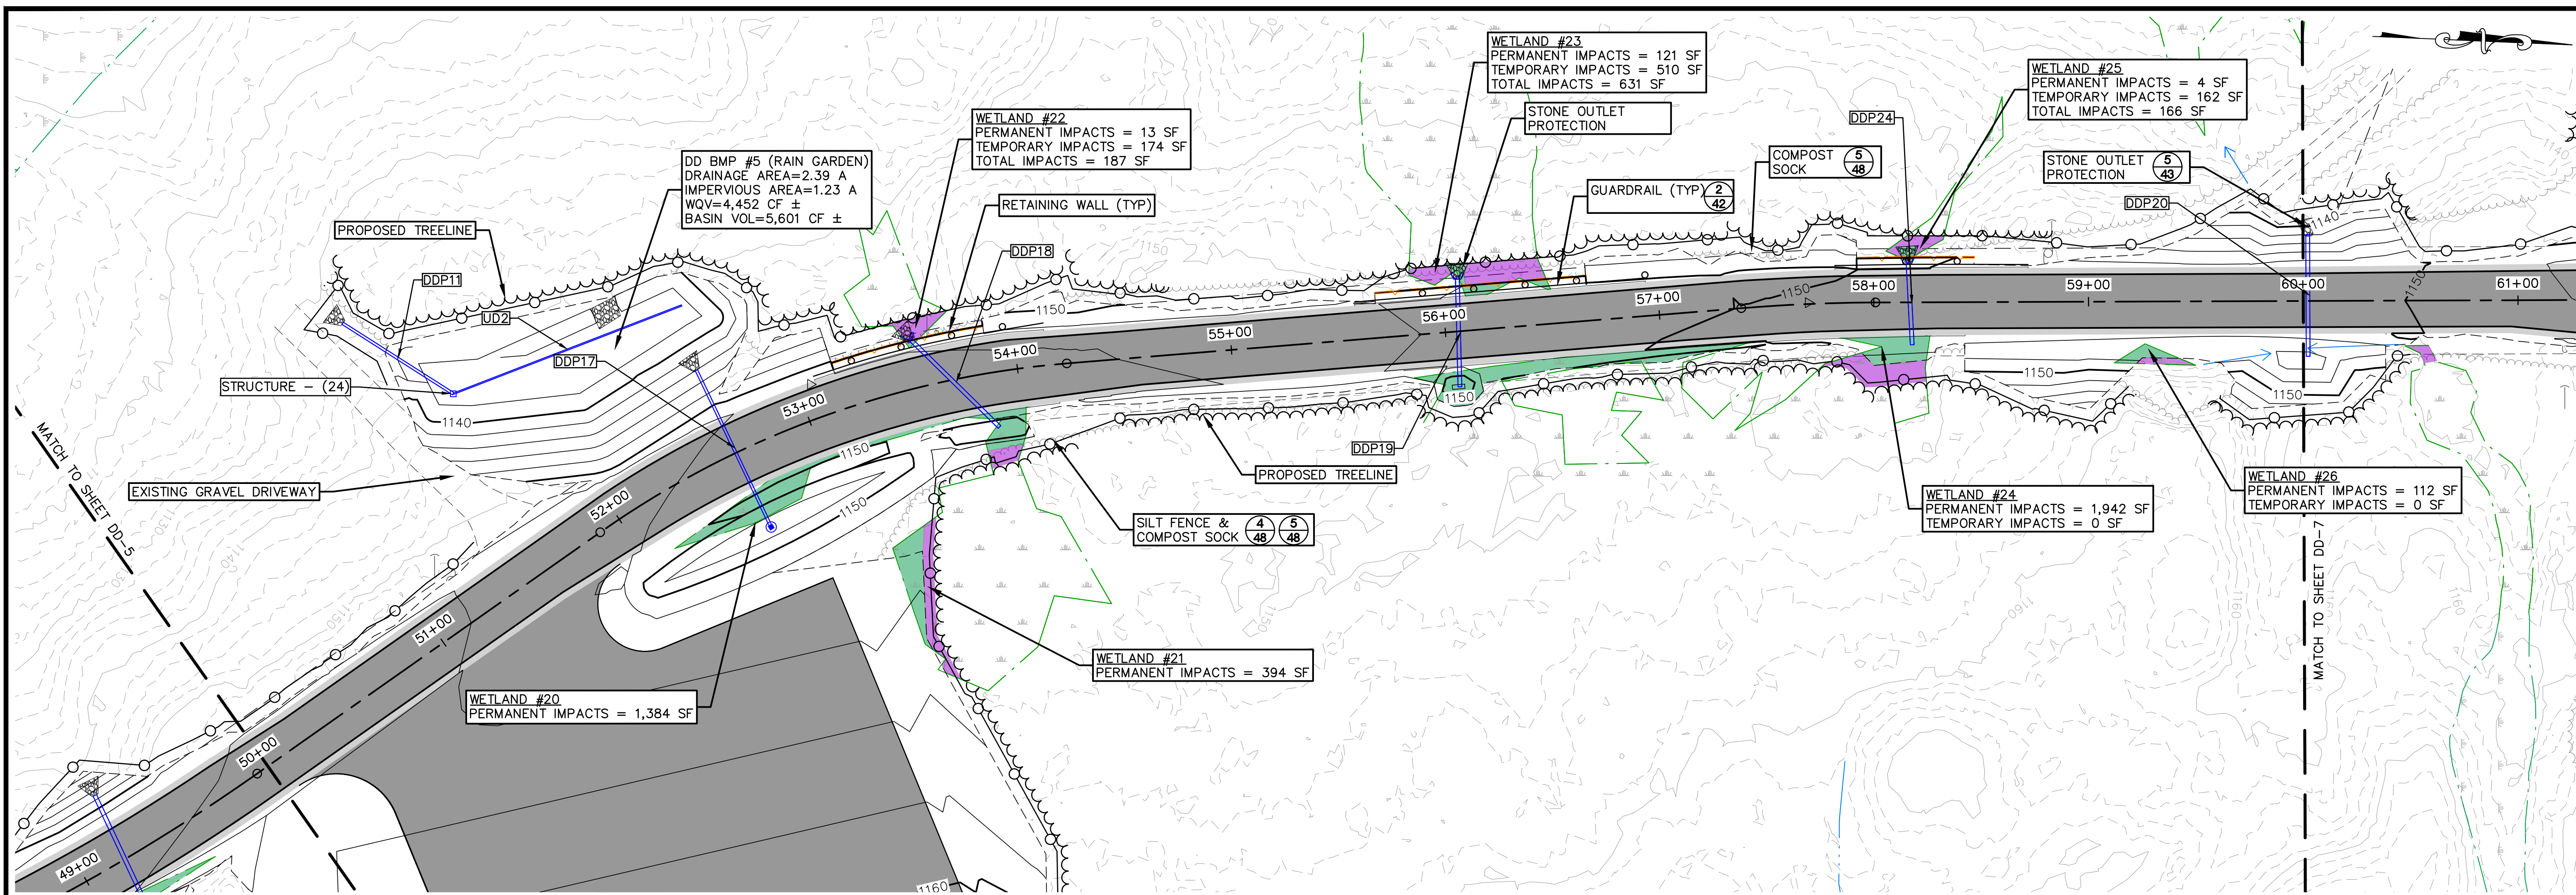 WETLAND #23
PERMANENT IMPACTS = 121 SF
TEMPORARY IMPACTS = 510 SF
TOTAL IMPACTS = 631 SF
WETLAND #25
PERMANENT IMPACTS = 4 SF
TEMPORARY IMPACTS = 162 SF
TOTAL IMPACTS = 166 SF
WETLAND #22
PERMANENT IMPACTS = 13 SF
TEMPORARY IMPACTS = 174 SF
TOTAL IMPACTS = 187 SF
STONE OUTLET
PROTECTION
DDP24
DD BMP #5 (RAIN GARDEN)
DRAINAGE AREA=2.39 A
IMPERVIOUS AREA=1.23 A
WQV=4,452 CF ±
BASIN VOL=5,601 CF ±
COMPOST
SOCK
5
48
STONE OUTLET
PROTECTION
5
43
GUARDRAIL (TYP)
2
42
RETAINING WALL (TYP)
DDP20
PROPOSED TREELINE
DDP18
1150
1140
DDP11
UD2
DDP17
STRUCTURE - (24)
1140
1150
1150
1150
49+00
50+00
51+00
52+00
53+00
54+00
55+00
56+00
57+00
58+00
59+00
60+00
61+00
1150
1150
1150
1150
1150
DDP19
PROPOSED TREELINE
MATCH TO SHEET DD-5
EXISTING GRAVEL DRIVEWAY
1130
1140
1150
SILT FENCE &
COMPOST SOCK
4
48
5
48
WETLAND #24
PERMANENT IMPACTS = 1,942 SF
TEMPORARY IMPACTS = 0 SF
WETLAND #26
PERMANENT IMPACTS = 112 SF
TEMPORARY IMPACTS = 0 SF
1160
1160
1160
1150
MATCH TO SHEET DD-7
WETLAND #21
PERMANENT IMPACTS = 394 SF
WETLAND #20
PERMANENT IMPACTS = 1,384 SF
1160